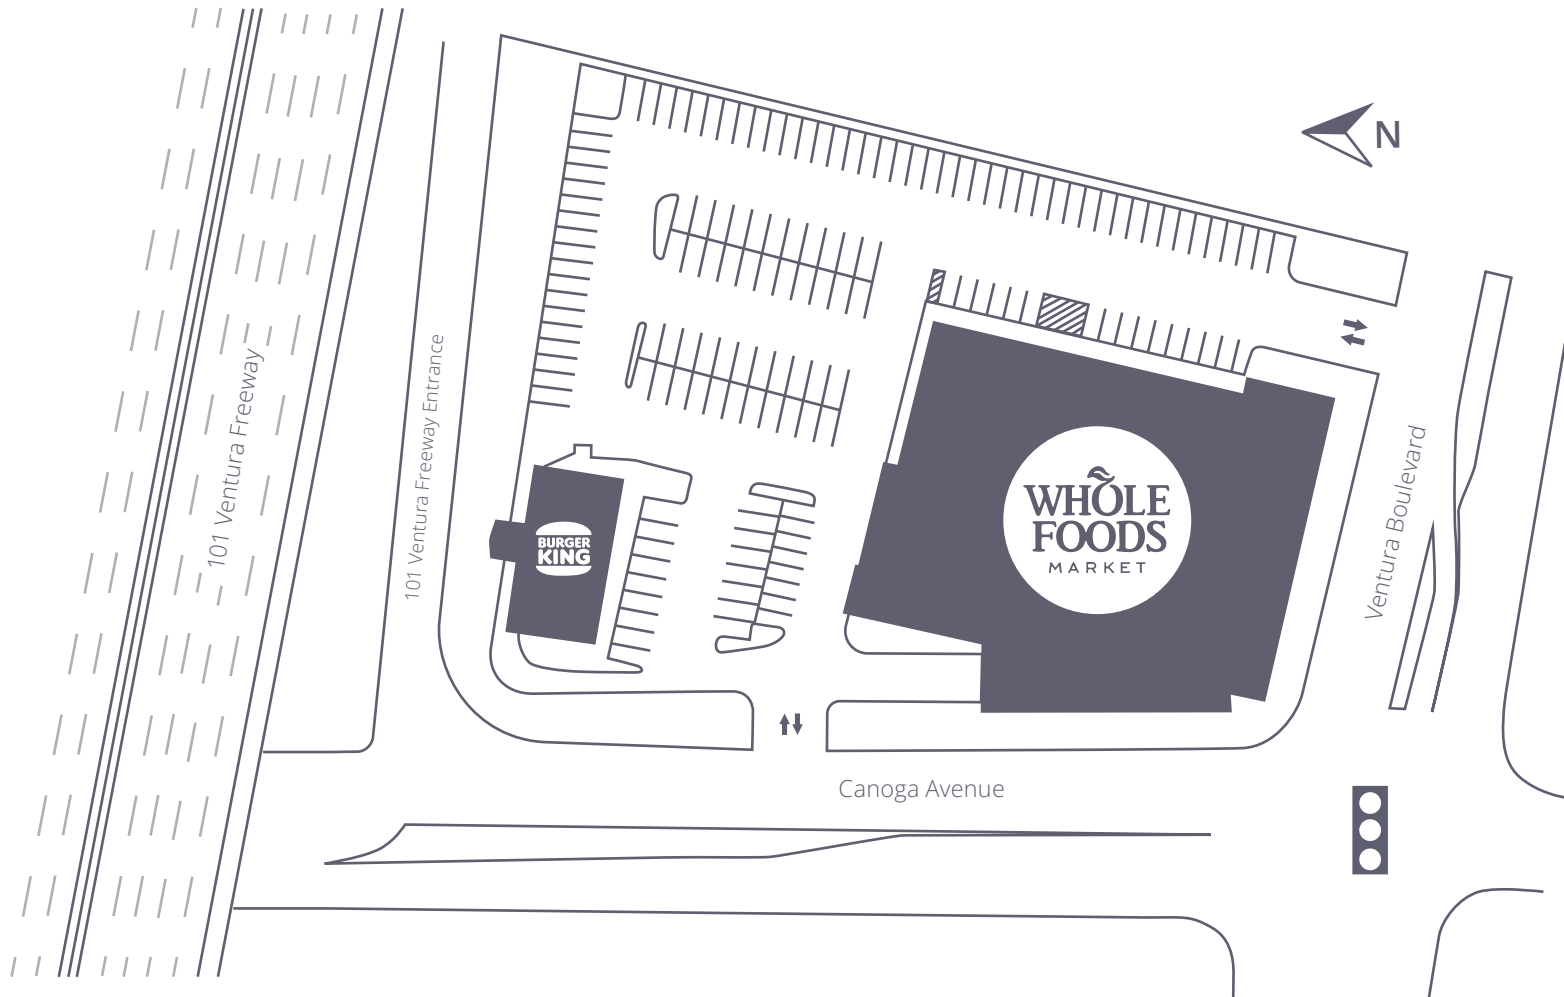 N
101 Ventura Freeway
101 Ventura Freeway Entrance
Ventura Boulevard
WHOLE
FOODS
MARKET
BURGER
KING
Canoga Avenue